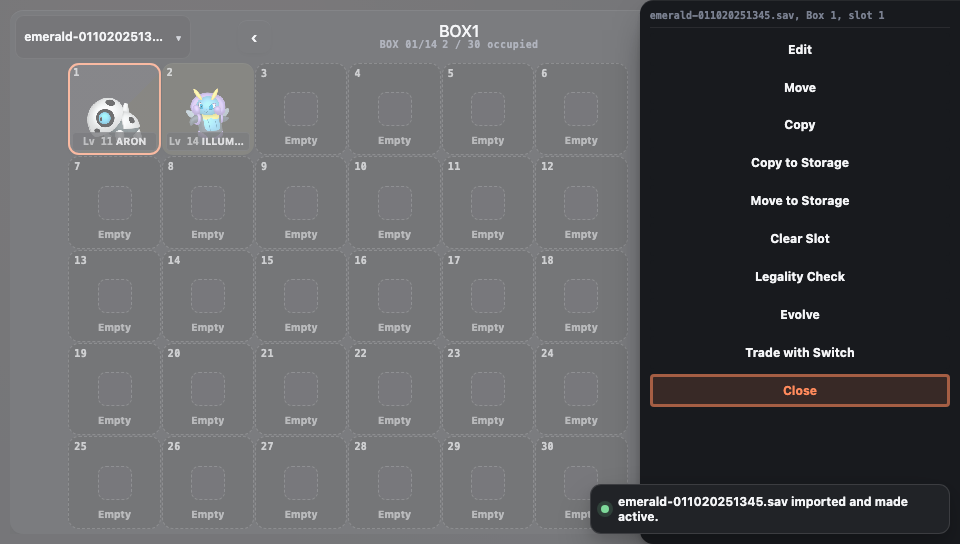 emerald-0110202513...
BOX1
BOX 01/14 2 / 30 occupied
1
Lv 11 ARON
2
Lv 14 ILLUM...
3
Empty
4
Empty
5
Empty
6
Empty
7
Empty
8
Empty
9
Empty
10
Empty
11
Empty
12
Empty
13
Empty
14
Empty
15
Empty
16
Empty
17
Empty
18
Empty
19
Empty
20
Empty
21
Empty
22
Empty
23
Empty
24
Empty
25
Empty
26
Empty
27
Empty
28
Empty
29
Empty
30
Empty
emerald-011020251345.sav, Box 1, slot 1
Edit
Move
Copy
Copy to Storage
Move to Storage
Clear Slot
Legality Check
Evolve
Trade with Switch
Close
emerald-011020251345.sav imported and made
active.